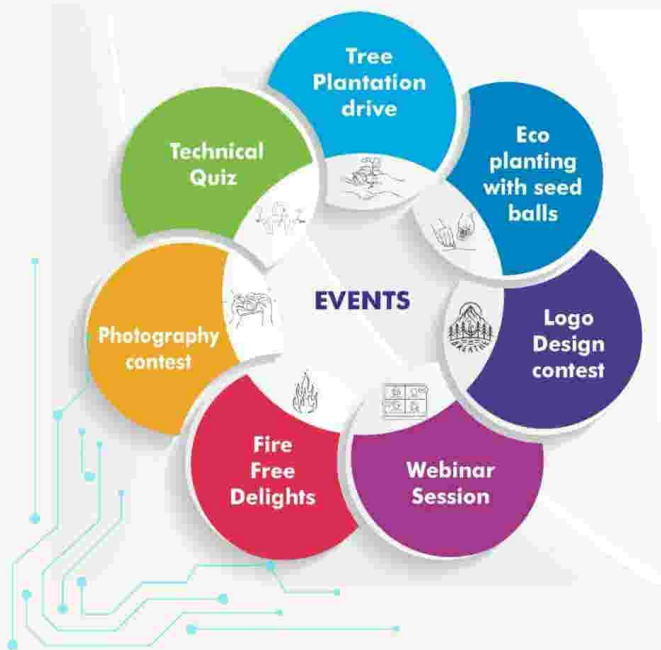 Tree
Plantation
drive
Eco
planting
with seed
balls
Logo
Design
contest
Webinar
Session
Fire
Free
Delights
Photography
contest
Technical
Quiz
EVENTS
BREATHE